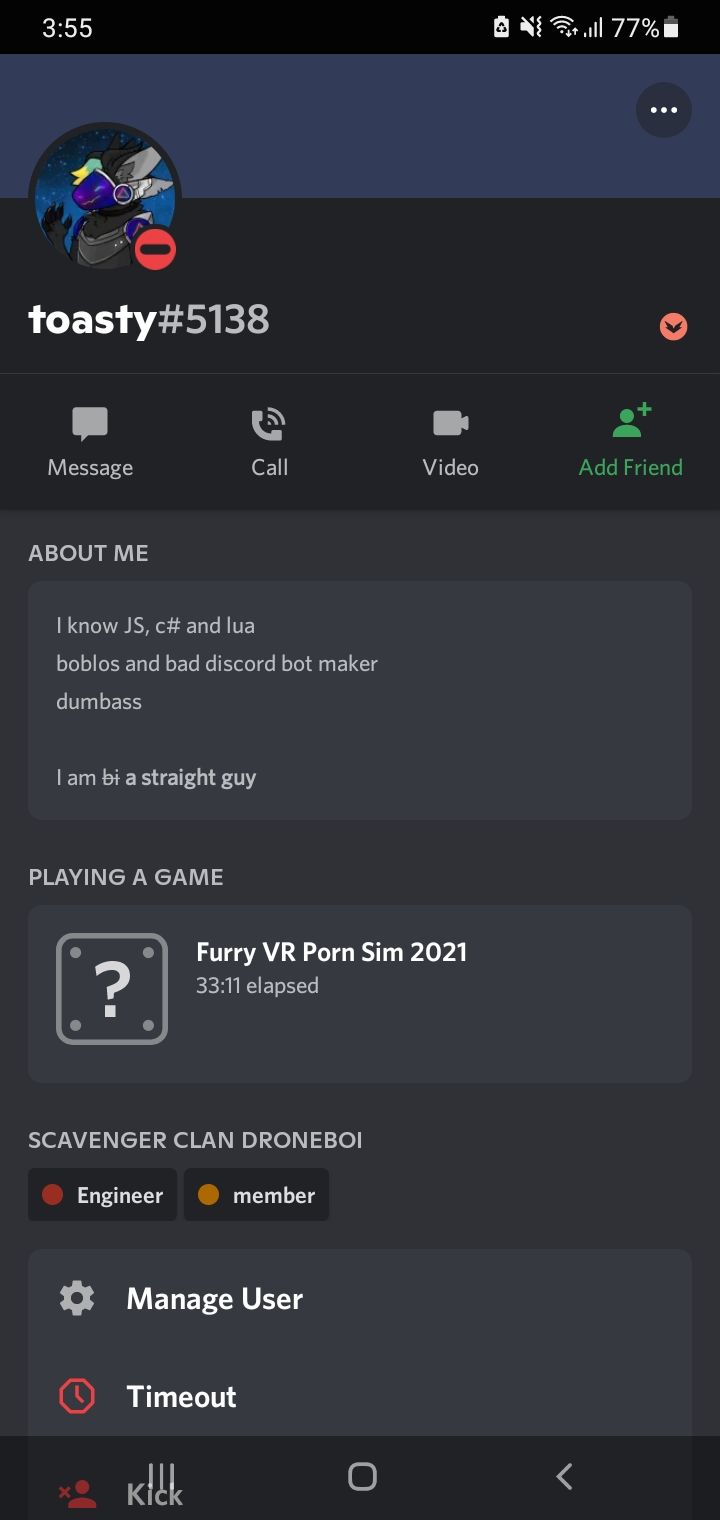 3:55
77%
toasty#5138
Message
Call
Video
Add Friend
ABOUT ME
I know JS, c# and lua
boblos and bad discord bot maker
dumbass
I am bi a straight guy
PLAYING A GAME
?
Furry VR Porn Sim 2021
33:11 elapsed
SCAVENGER CLAN DRONEBOI
Engineer
member
Manage User
Timeout
Kick